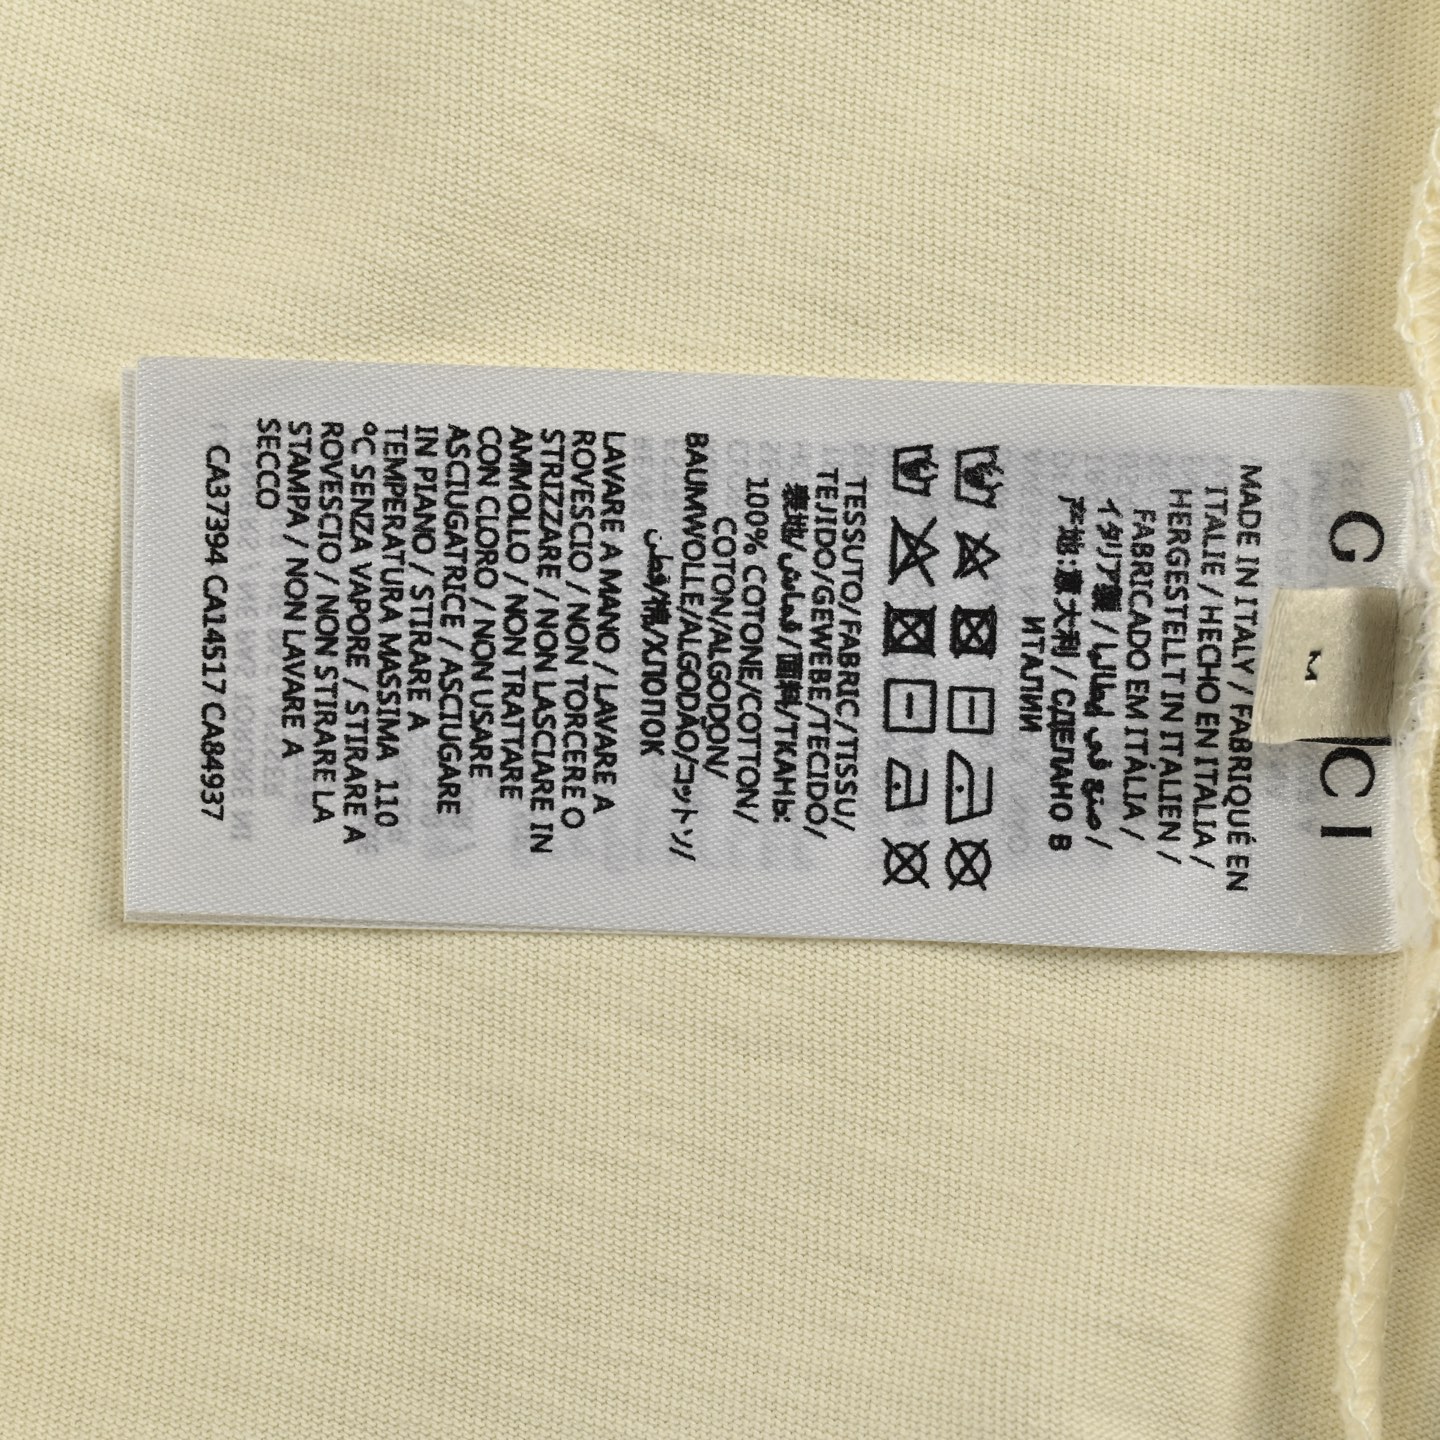 G CCI
M
MADE IN ITALY / FABRIQUÉ EN
ITALIE / HECHO EN ITALIA /
HERGESTELLT IN ITALIEN /
FABRICADO EM ITÁLIA /
イタリア製 / صنع في إيطاليا /
产地:意大利 / СДЕЛАНО В
ИТАЛИИ
TESSUTO/FABRIC/TISSU/
TEJIDO/GEWEBE/TECIDO/
表地/قماش/面料/ТКАНЬ:
100% COTONE/COTTON/
COTON/ALGODÓN/
BAUMWOLLE/ALGODÃO/コットン/
قطن/棉/ХЛОПОК
LAVARE A MANO / LAVARE A
ROVESCIO / NON TORCERE O
STRIZZARE / NON LASCIARE IN
AMMOLLO / NON TRATTARE
CON CLORO / NON USARE
ASCIUGATRICE / ASCIUGARE
IN PIANO / STIRARE A
TEMPERATURA MASSIMA 110
°C SENZA VAPORE / STIRARE A
ROVESCIO / NON STIRARE LA
STAMPA / NON LAVARE A
SECCO
CA37394 CA14517 CA84937